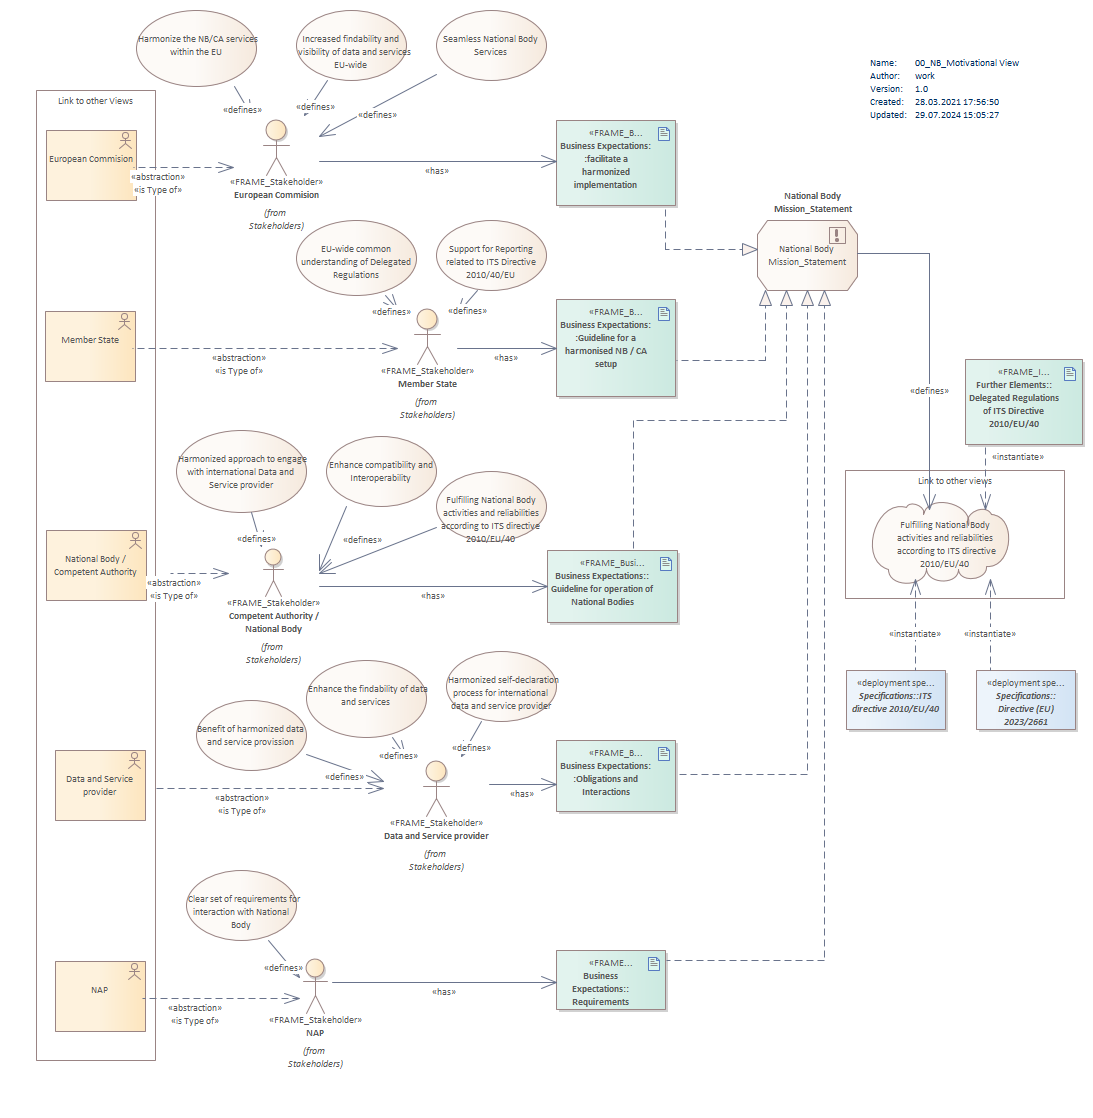 Harmonize the NB/CA services
within the EU
Increased findability and
visibility of data and services
EU-wide
Seamless National Body
Services
Name: 00_NB_Motivational View
Author: work
Version: 1.0
Created: 28.03.2021 17:56:50
Updated: 29.07.2024 15:05:27
Link to other Views
«defines»
«defines»
«defines»
European Commision
«abstraction»
«is Type of»
«FRAME_Stakeholder»
European Commision
(from
Stakeholders)
«has»
«FRAME_B...
Business Expectations:
:facilitate a
harmonized
implementation
National Body
Mission_Statement
National Body
Mission_Statement
EU-wide common
understanding of Delegated
Regulations
Support for Reporting
related to ITS Directive
2010/40/EU
«defines»
«defines»
Member State
«abstraction»
«is Type of»
«FRAME_Stakeholder»
Member State
(from
Stakeholders)
«has»
«FRAME_B...
Business Expectations:
:Guideline for a
harmonised NB / CA
setup
«defines»
«FRAME_I...
Further Elements::
Delegated Regulations
of ITS Directive
2010/EU/40
«instantiate»
Link to other views
Fulfilling National Body
activities and reliabilities
according to ITS directive
2010/EU/40
«instantiate»
«instantiate»
«deployment spe...
Specifications::ITS
directive 2010/EU/40
«deployment spe...
Specifications::
Directive (EU)
2023/2661
Harmonized approach to engage
with international Data and
Service provider
Enhance compatibility and
Interoperability
Fulfilling National Body
activities and reliabilities
according to ITS directive
2010/EU/40
«defines»
«defines»
National Body /
Competent Authority
«abstraction»
«is Type of»
«FRAME_Stakeholder»
Competent Authority /
National Body
(from
Stakeholders)
«has»
«FRAME_Busi...
Business Expectations::
Guideline for operation of
National Bodies
Benefit of harmonized data
and service provission
Enhance the findability of data
and services
Harmonized self-declaration
process for international
data and service provider
«defines»
«defines»
«defines»
Data and Service
provider
«abstraction»
«is Type of»
«FRAME_Stakeholder»
Data and Service provider
(from
Stakeholders)
«has»
«FRAME_B...
Business Expectations:
:Obligations and
Interactions
Clear set of requirements for
interaction with National
Body
«defines»
NAP
«abstraction»
«is Type of»
«FRAME_Stakeholder»
NAP
(from
Stakeholders)
«has»
«FRAME...
Business
Expectations::
Requirements